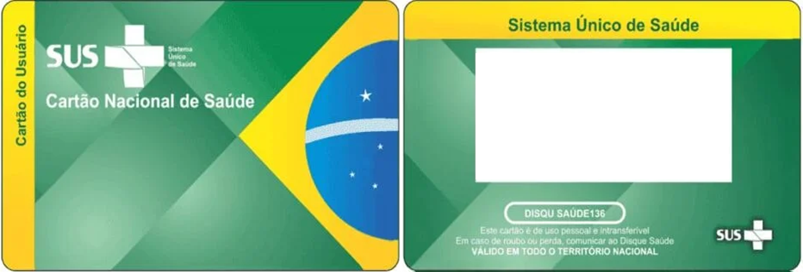 Cartão do Usuário
SUS
Sistema
Único
de Saúde
Cartão Nacional de Saúde
Sistema Único de Saúde
DISQU SAÚDE136
Este cartão é de uso pessoal e intransferível
Em caso de roubo ou perda, comunicar ao Disque Saúde
VÁLIDO EM TODO O TERRITÓRIO NACIONAL
SUS